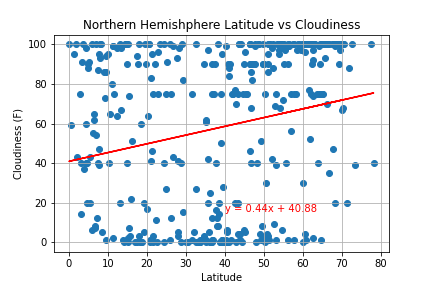 Northern Hemishphere Latitude vs Cloudiness
Cloudiness (F)
100
80
60
40
20
0
y = 0.44x + 40.88
0 10 20 30 40 50 60 70 80
Latitude